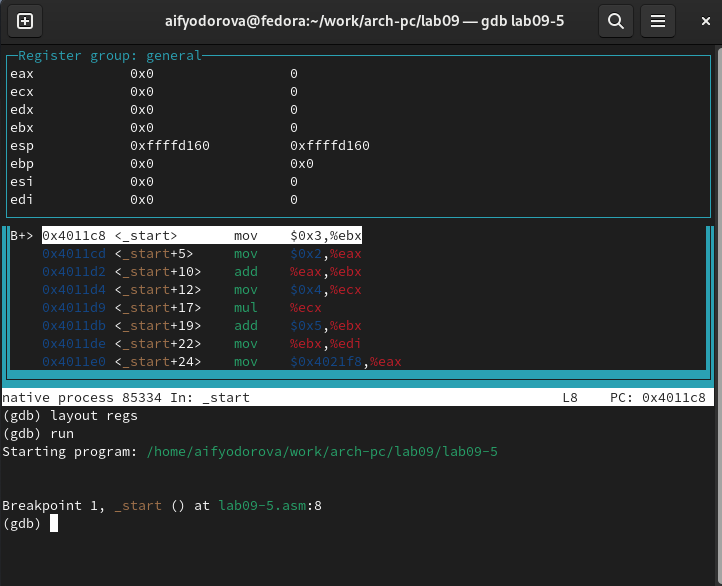 aifyodorova@fedora:~/work/arch-pc/lab09 — gdb lab09-5
Register group: general
eax 0x0 0
ecx 0x0 0
edx 0x0 0
ebx 0x0 0
esp 0xffffd160 0xffffd160
ebp 0x0 0x0
esi 0x0 0
edi 0x0 0
B+> 0x4011c8 <_start> mov $0x3,%ebx
0x4011cd <_start+5> mov $0x2,%eax
0x4011d2 <_start+10> add %eax,%ebx
0x4011d4 <_start+12> mov $0x4,%ecx
0x4011d9 <_start+17> mul %ecx
0x4011db <_start+19> add $0x5,%ebx
0x4011de <_start+22> mov %ebx,%edi
0x4011e0 <_start+24> mov $0x4021f8,%eax
native process 85334 In: _start L8 PC: 0x4011c8
(gdb) layout regs
(gdb) run
Starting program: /home/aifyodorova/work/arch-pc/lab09/lab09-5
Breakpoint 1, _start () at lab09-5.asm:8
(gdb)